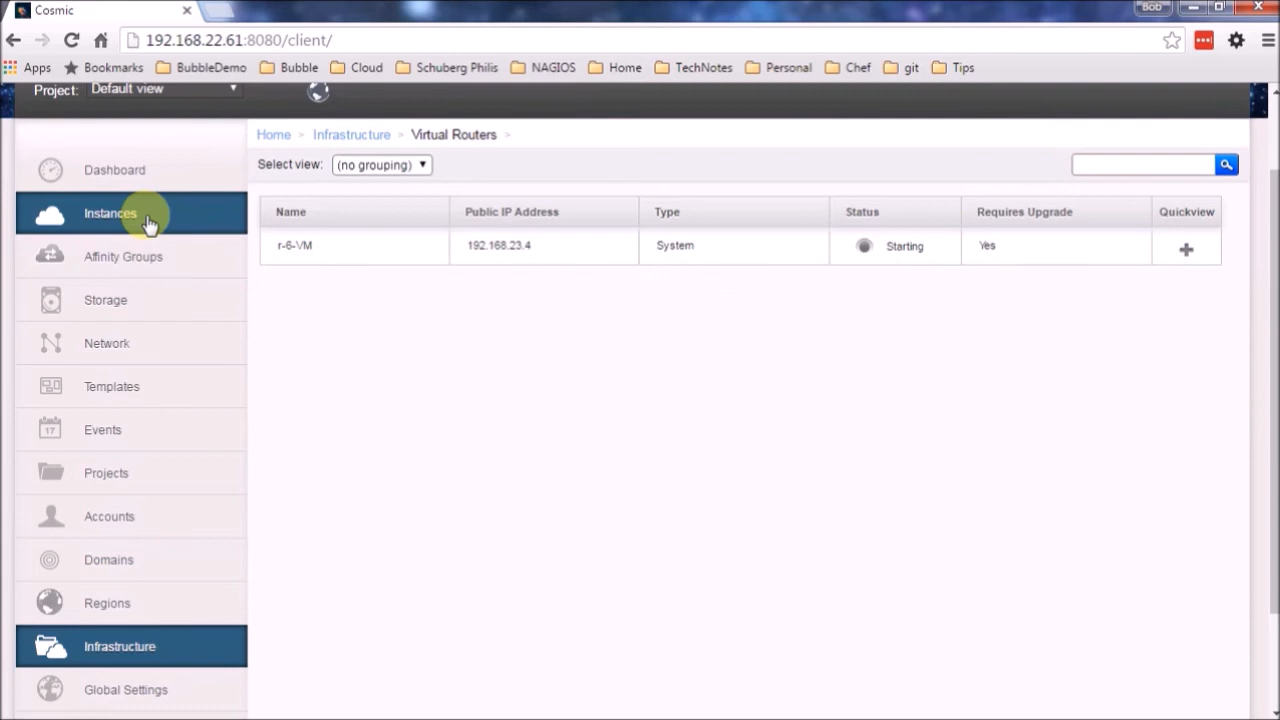 Cosmic
Bob
192.168.22.61:8080/client/
Apps Bookmarks BubbleDemo Bubble Cloud Schuberg Philis NAGIOS Home TechNotes Personal Chef git Tips
Project: Default view
Home > Infrastructure > Virtual Routers >
Select view: (no grouping)
Name Public IP Address Type Status Requires Upgrade Quickview
r-6-VM 192.168.23.4 System Starting Yes
Dashboard
Instances
Affinity Groups
Storage
Network
Templates
17
Events
Projects
Accounts
Domains
Regions
Infrastructure
Global Settings